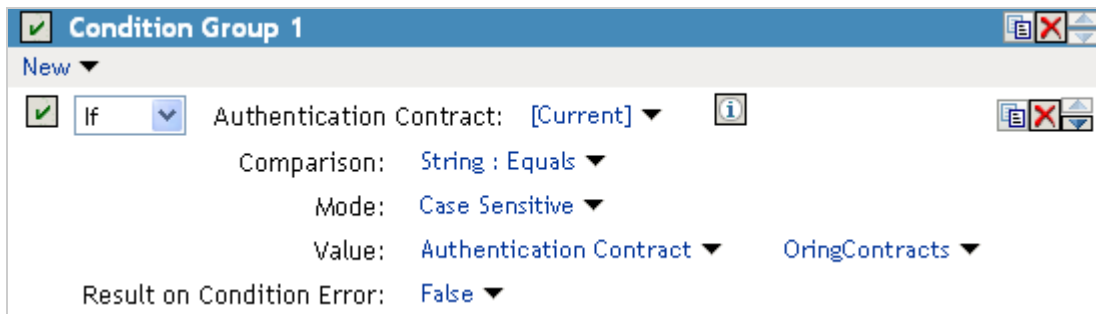 Condition Group 1
New
If Authentication Contract: [Current]
Comparison: String : Equals
Mode: Case Sensitive
Value: Authentication Contract OringContracts
Result on Condition Error: False